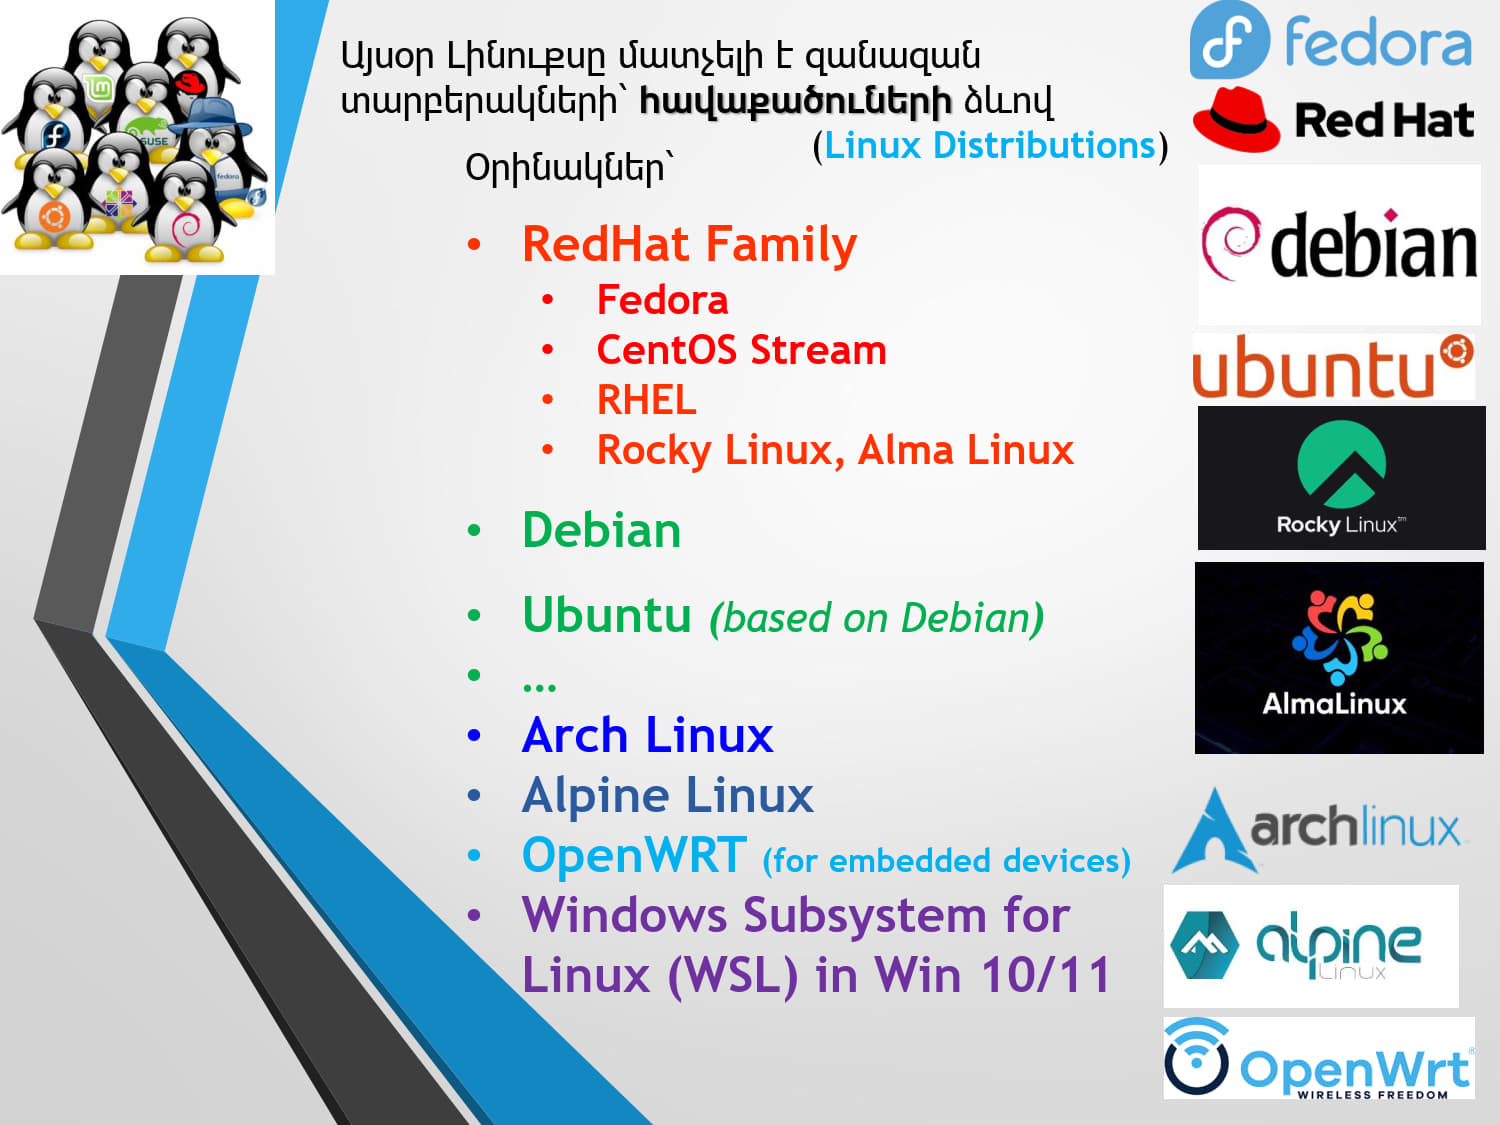 Այսօր Լինուքսը մատչելի է զանազան
տարբերակների՝ հավաքածուների ձևով
(Linux Distributions)
Օրինակներ՝
• RedHat Family
• Fedora
• CentOS Stream
• RHEL
• Rocky Linux, Alma Linux
• Debian
• Ubuntu (based on Debian)
• ...
• Arch Linux
• Alpine Linux
• OpenWRT (for embedded devices)
• Windows Subsystem for
Linux (WSL) in Win 10/11
fedora
Red Hat
debian
ubuntu
Rocky Linux™
AlmaLinux
archlinux
alpine
Linux
OpenWrt®
WIRELESS FREEDOM
SUSE
fedora